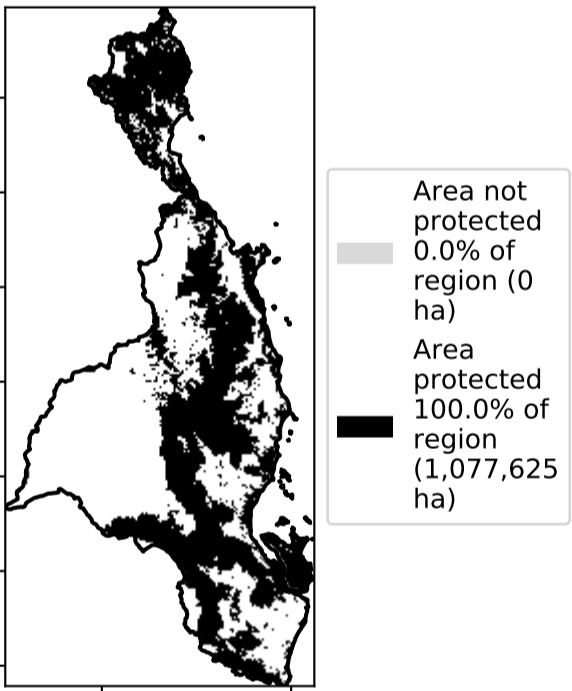 Area not
protected
0.0% of
region (0
ha)
Area
protected
100.0% of
region
(1,077,625
ha)